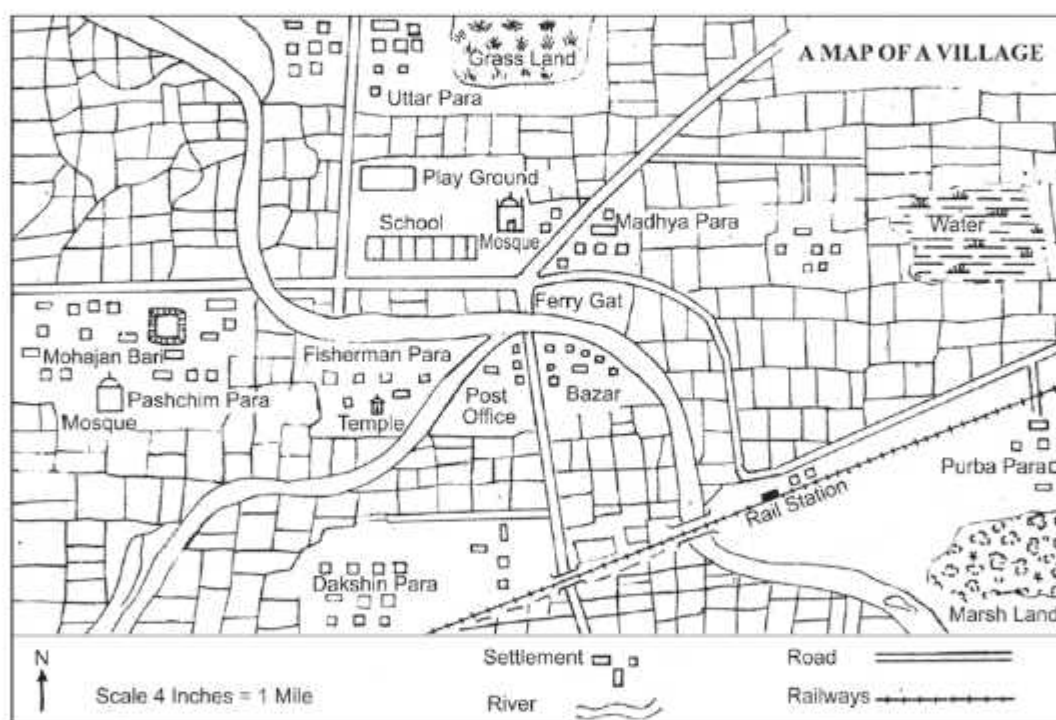 A MAP OF A VILLAGE
Grass Land
Uttar Para
Play Ground
School
Mosque
Madhya Para
Water
Ferry Gat
Mohajan Bari
Fisherman Para
Pashchim Para
Mosque
Temple
Post
Office
Bazar
Rail Station
Purba Para
Dakshin Para
Marsh Land
N
Scale 4 Inches = 1 Mile
Settlement
River
Road
Railways